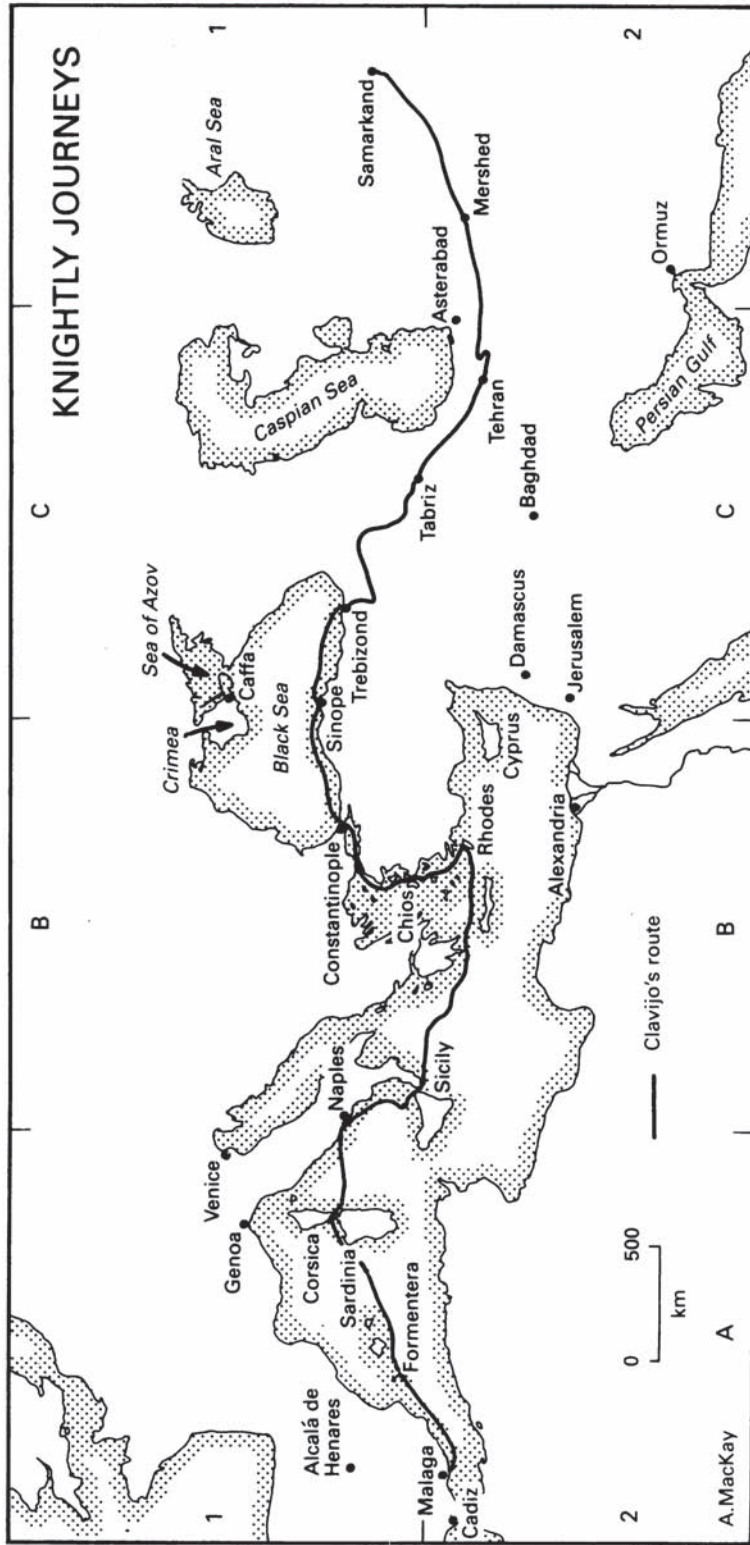 KNIGHTLY JOURNEYS
A
B
C
1
2
1
2
A
B
C
Aral Sea
Samarkand
Mershed
Asterabad
Caspian Sea
Tehran
Ormuz
Persian Gulf
Tabriz
Baghdad
Sea of Azov
Caffa
Crimea
Black Sea
Sinope
Trebizond
Damascus
Jerusalem
Cyprus
Constantinople
Chios
Rhodes
Alexandria
Venice
Naples
Sicily
Genoa
Corsica
Sardinia
Formentera
Alcalá de
Henares
Malaga
Cadiz
0 500
km
Clavijo's route
A.MacKay